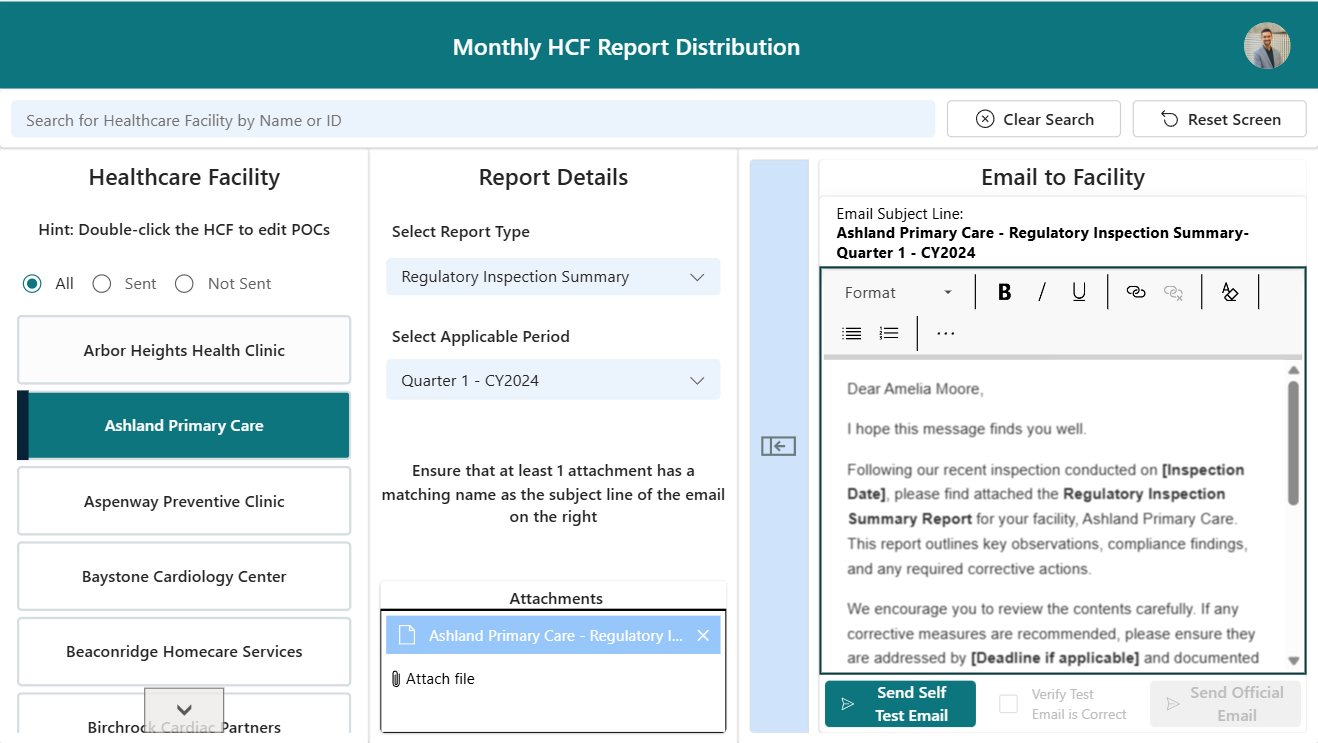 Monthly HCF Report Distribution
Search for Healthcare Facility by Name or ID
Clear Search
Reset Screen
Healthcare Facility
Hint: Double-click the HCF to edit POCs
All
Sent
Not Sent
Arbor Heights Health Clinic
Ashland Primary Care
Aspenway Preventive Clinic
Baystone Cardiology Center
Beaconridge Homecare Services
Birchrock Cardiac Partners
Report Details
Select Report Type
Regulatory Inspection Summary
Select Applicable Period
Quarter 1 - CY2024
Ensure that at least 1 attachment has a
matching name as the subject line of the email
on the right
Attachments
Ashland Primary Care - Regulatory I...
Attach file
Email to Facility
Email Subject Line:
Ashland Primary Care - Regulatory Inspection Summary-
Quarter 1 - CY2024
Format
B
I
U
Dear Amelia Moore,
I hope this message finds you well.
Following our recent inspection conducted on [Inspection
Date], please find attached the Regulatory Inspection
Summary Report for your facility, Ashland Primary Care.
This report outlines key observations, compliance findings,
and any required corrective actions.
We encourage you to review the contents carefully. If any
corrective measures are recommended, please ensure they
are addressed by [Deadline if applicable] and documented
Send Self
Test Email
Verify Test
Email is Correct
Send Official
Email